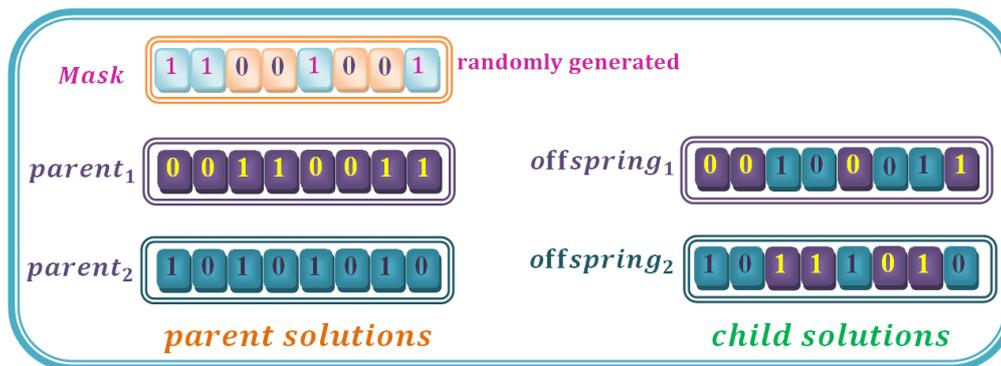 Mask 1 1 0 0 1 0 0 1 randomly generated
parent₁ 0 0 1 1 0 0 1 1 offspring₁ 0 0 1 0 0 0 1 1
parent₂ 1 0 1 0 1 0 1 0 offspring₂ 1 0 1 1 1 0 1 0
parent solutions child solutions